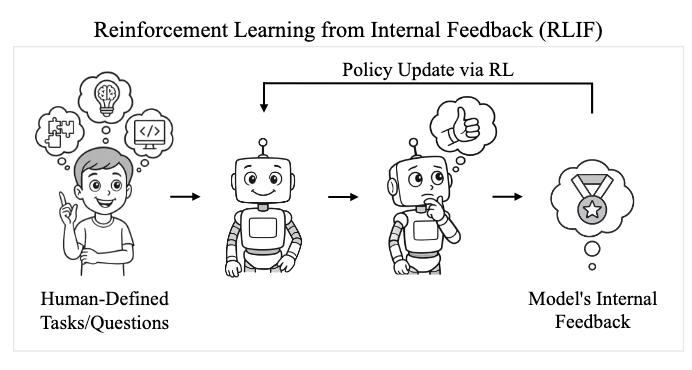 Reinforcement Learning from Internal Feedback (RLIF)
Policy Update via RL
</>
Human-Defined
Tasks/Questions
Model's Internal
Feedback